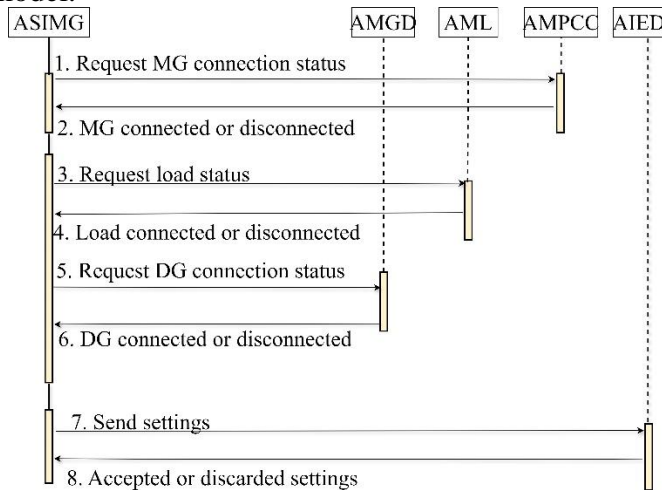 model.
ASIMG AMGD AML AMPCC AIED
1. Request MG connection status
2. MG connected or disconnected
3. Request load status
4. Load connected or disconnected
5. Request DG connection status
6. DG connected or disconnected
7. Send settings
8. Accepted or discarded settings